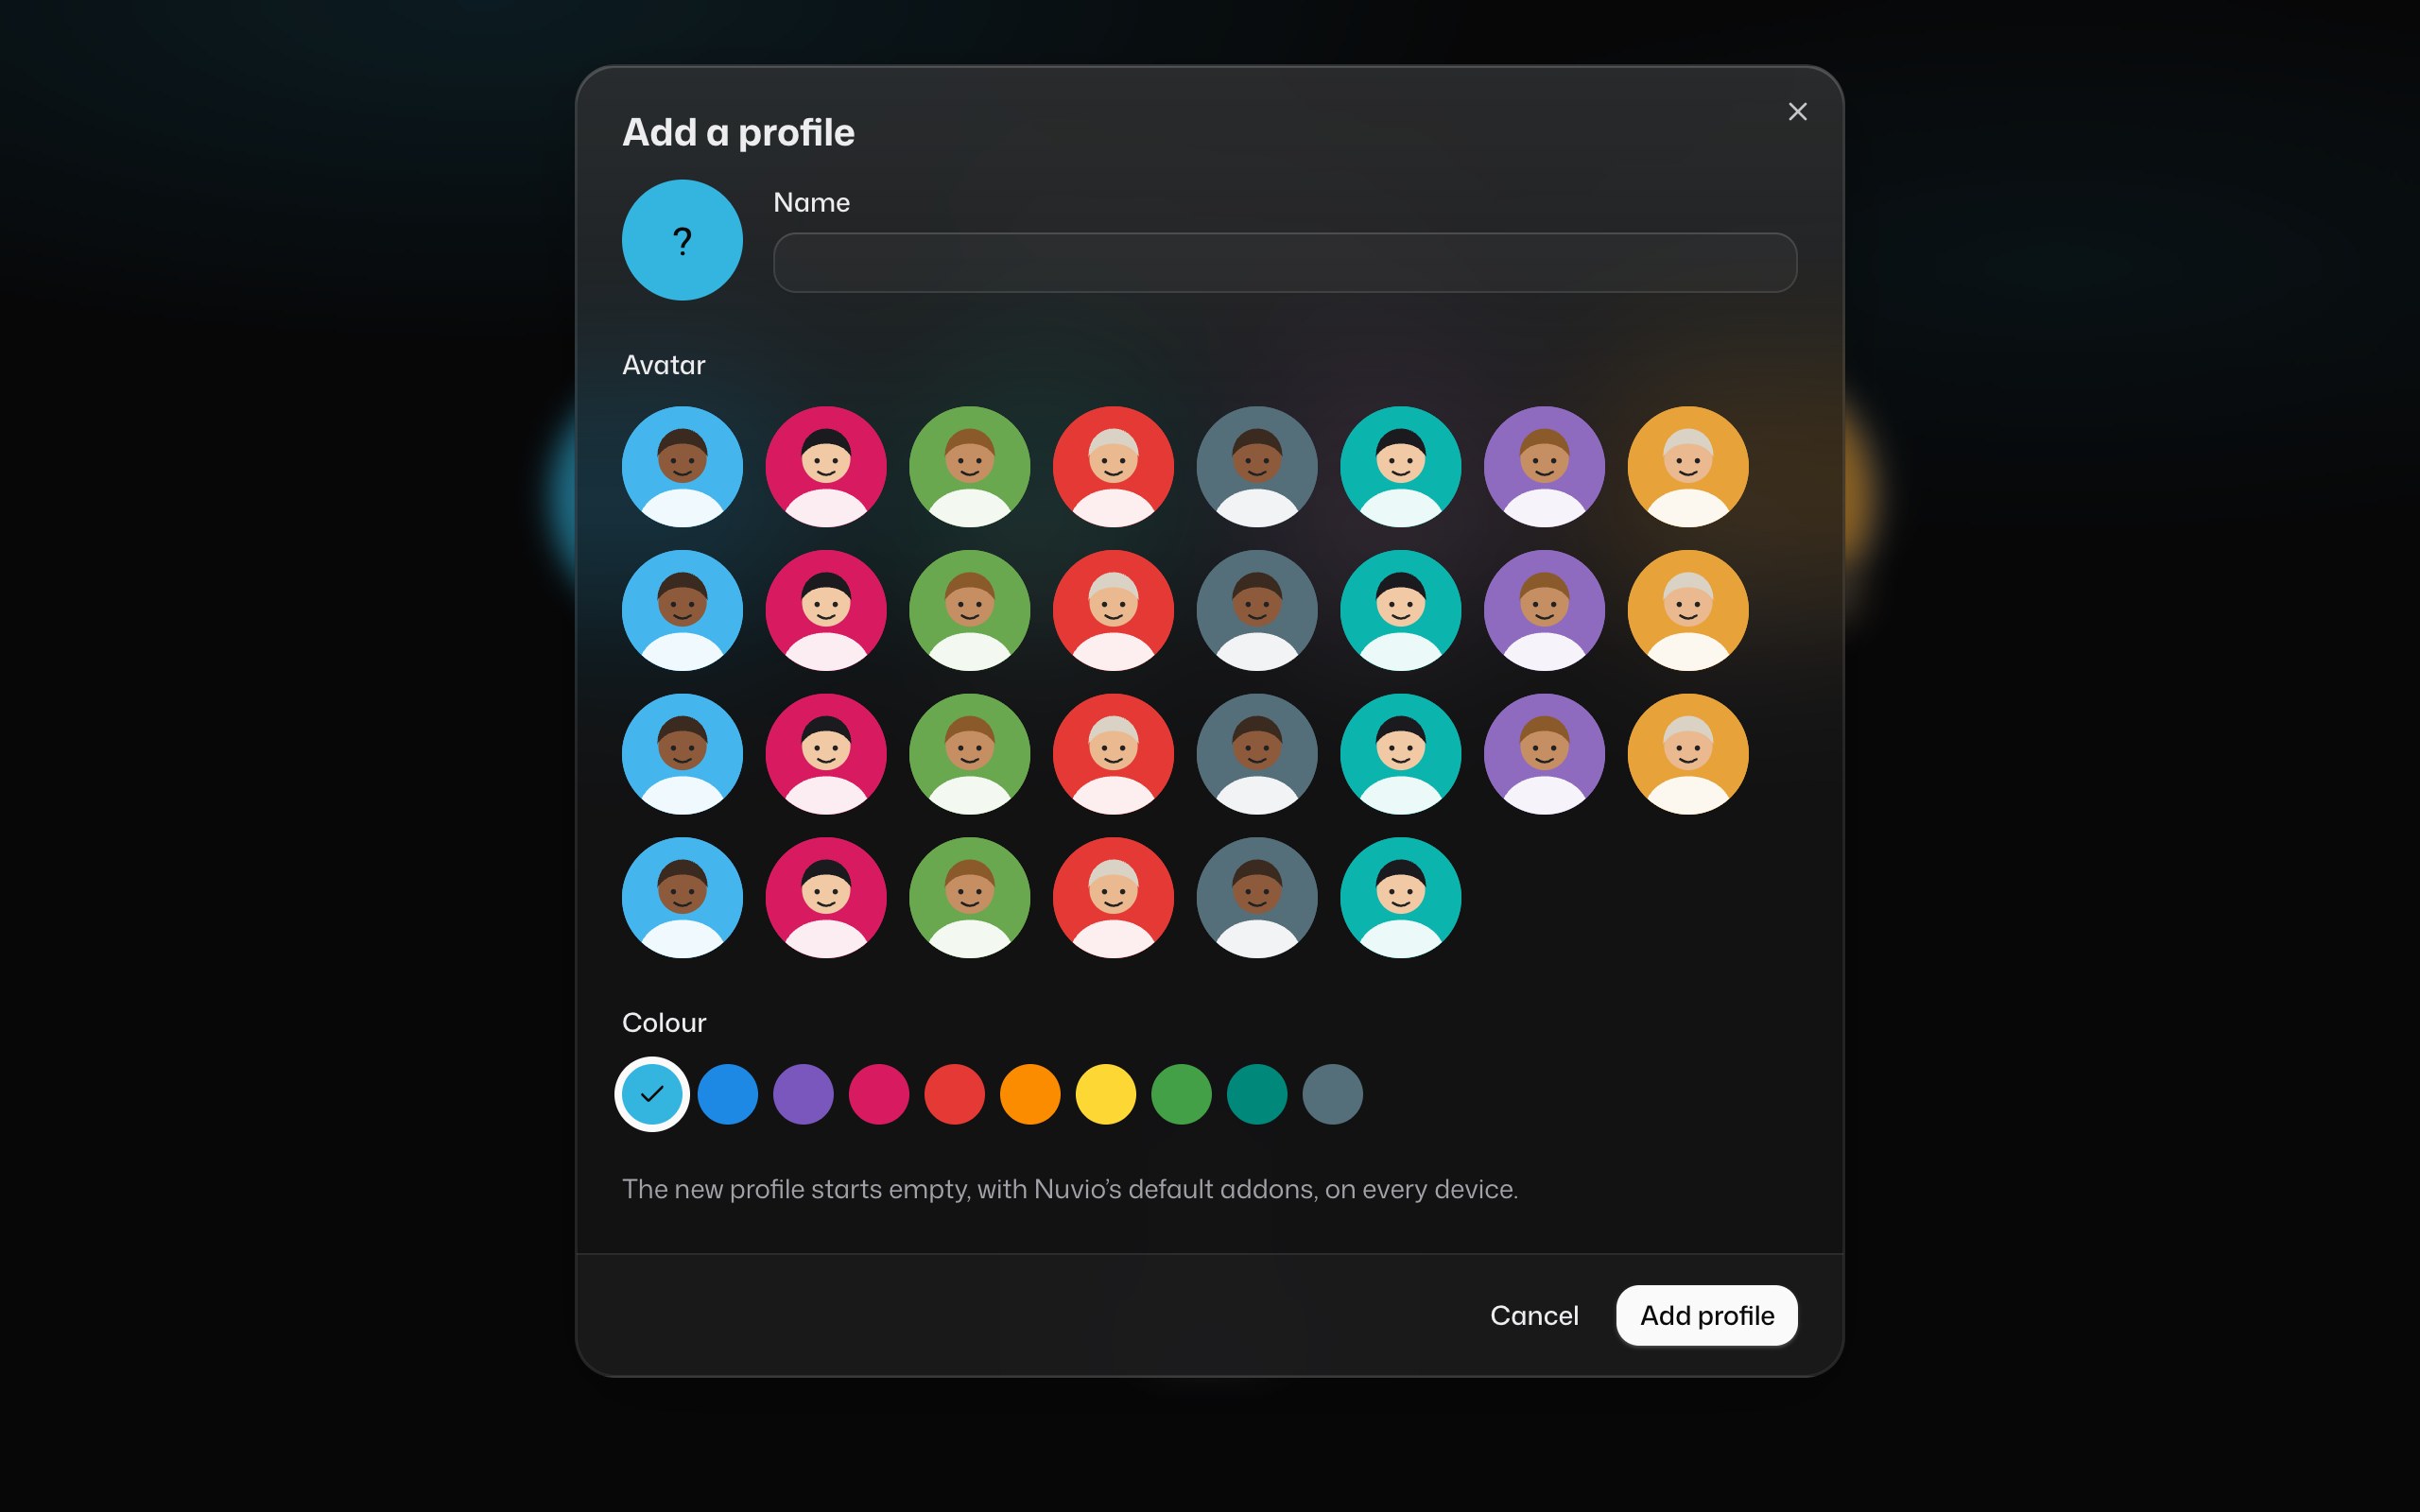 Add a profile
?
Name
Avatar
Colour
The new profile starts empty, with Nuvio’s default addons, on every device.
Cancel
Add profile